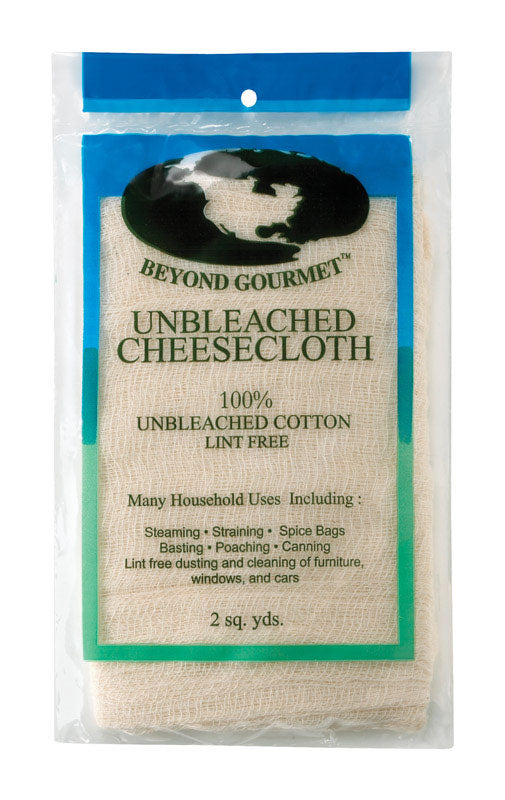 BEYOND GOURMET™
UNBLEACHED
CHEESECLOTH
100%
UNBLEACHED COTTON
LINT FREE
Many Household Uses Including :
Steaming • Straining • Spice Bags
Basting • Poaching • Canning
Lint free dusting and cleaning of furniture,
windows, and cars
2 sq. yds.